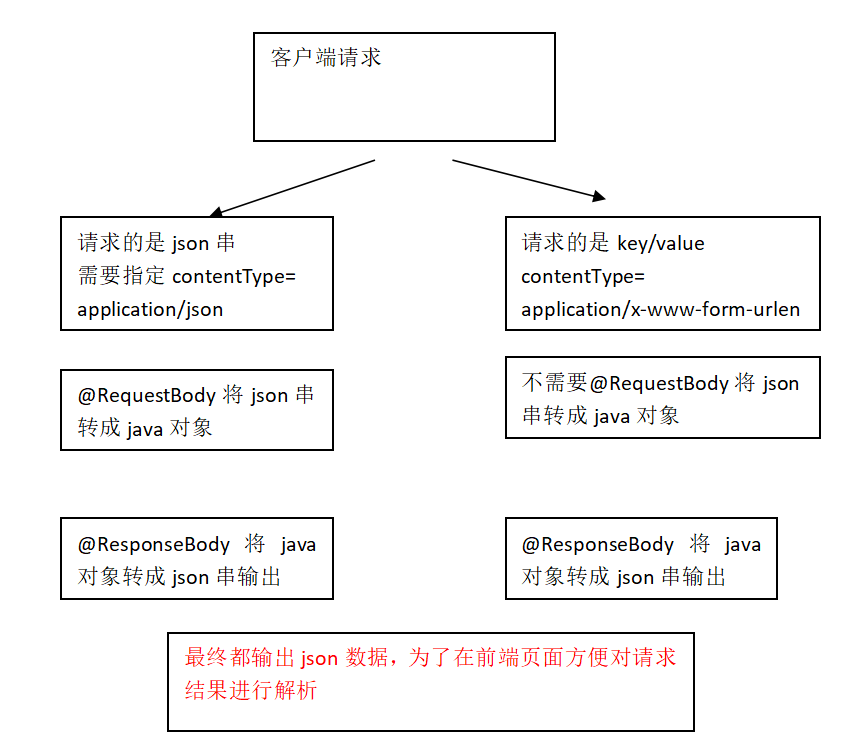 客户端请求
请求的是 json 串
需要指定 contentType=
application/json
请求的是 key/value
contentType=
application/x-www-form-urlen
@RequestBody 将 json 串
转成 java 对象
不需要@RequestBody 将 json
串转成 java 对象
@ResponseBody 将 java
对象转成 json 串输出
@ResponseBody 将 java
对象转成 json 串输出
最终都输出 json 数据，为了在前端页面方便对请求
结果进行解析